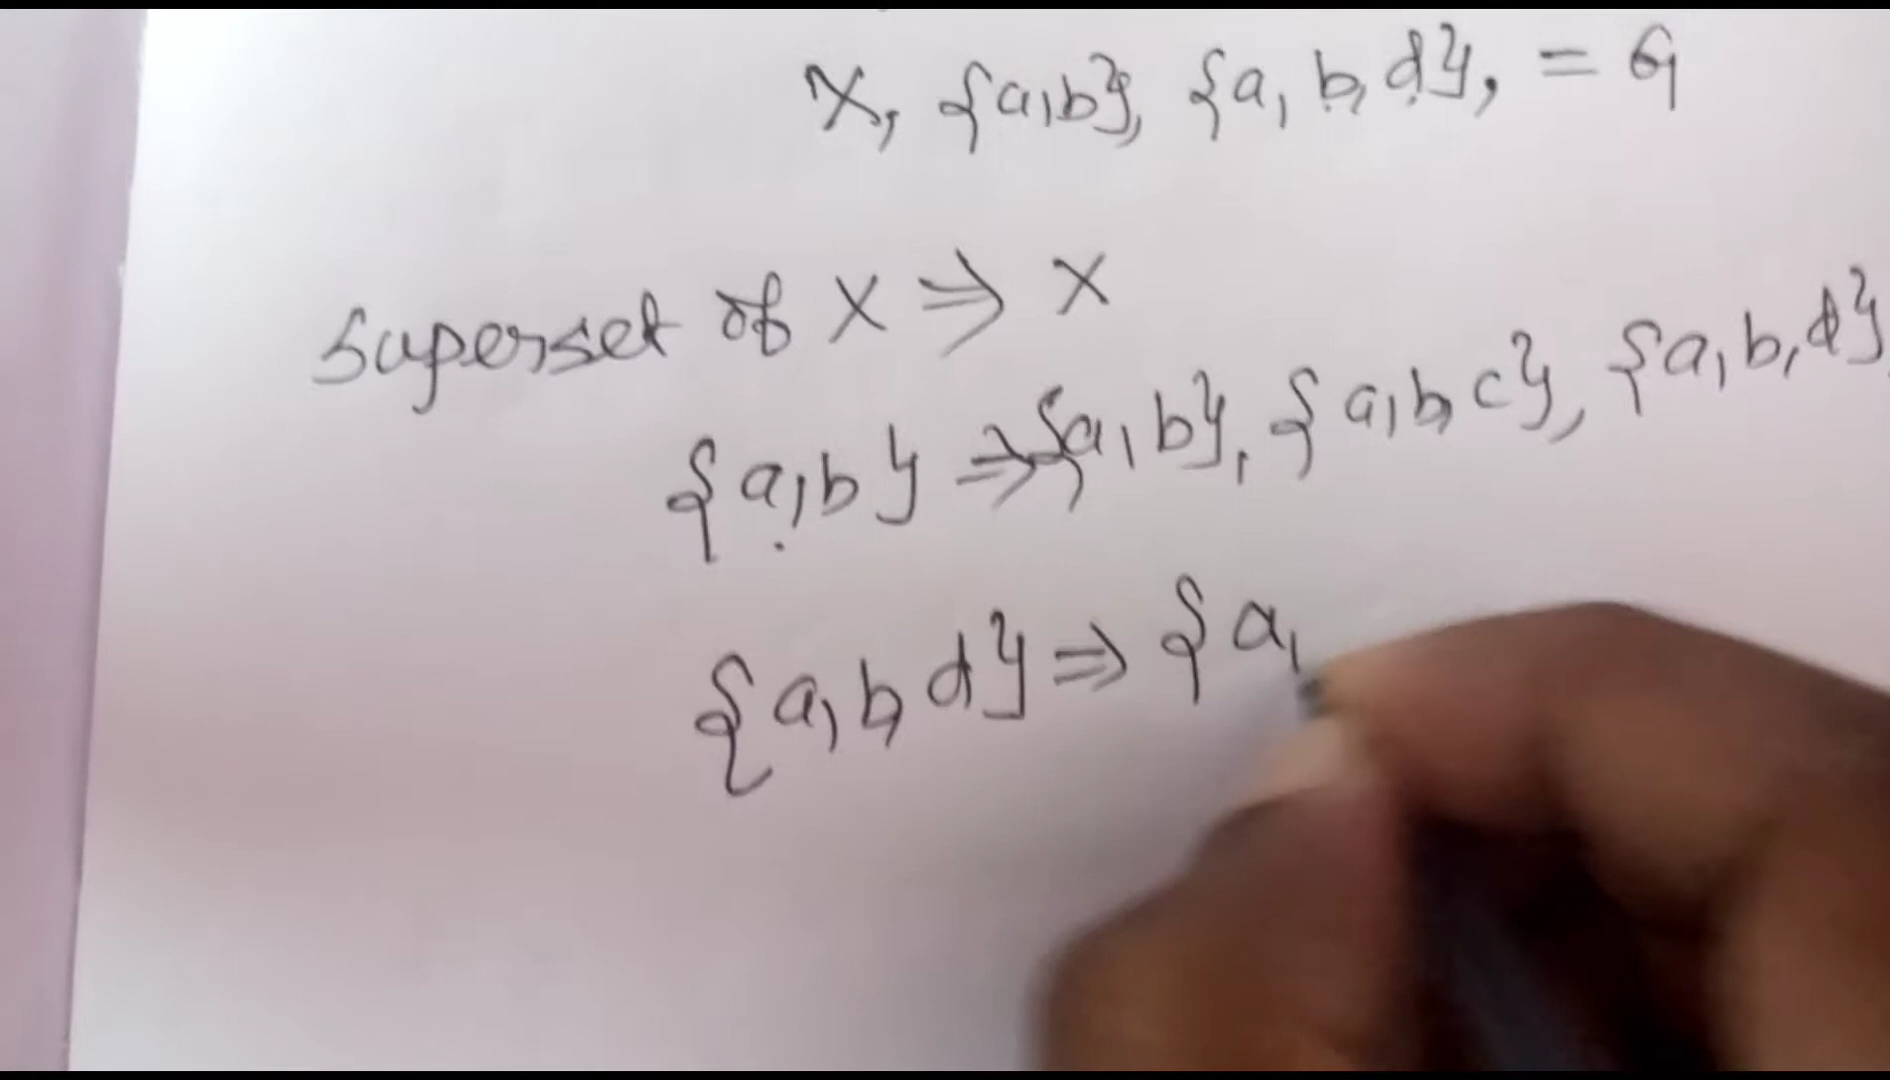 X, {a,b}, {a, b, d}, = G
Superset of X ⇒ X
{a,b} ⇒ {a,b}, {a,b,c}, {a,b,d},
{a,b,d} ⇒ {a,